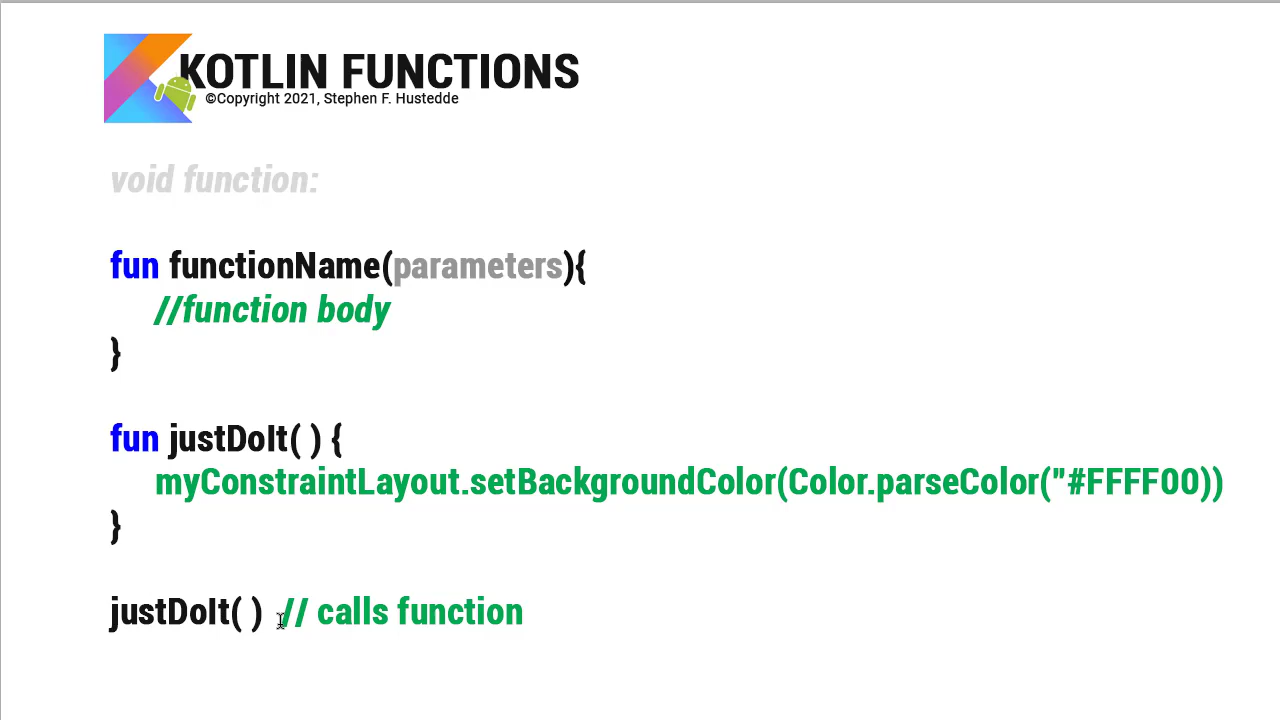 KOTLIN FUNCTIONS
©Copyright 2021, Stephen F. Hustedde
void function:
fun functionName(parameters){
//function body
}
fun justDoIt( ) {
myConstraintLayout.setBackgroundColor(Color.parseColor("#FFFF00))
}
justDoIt( ) // calls function